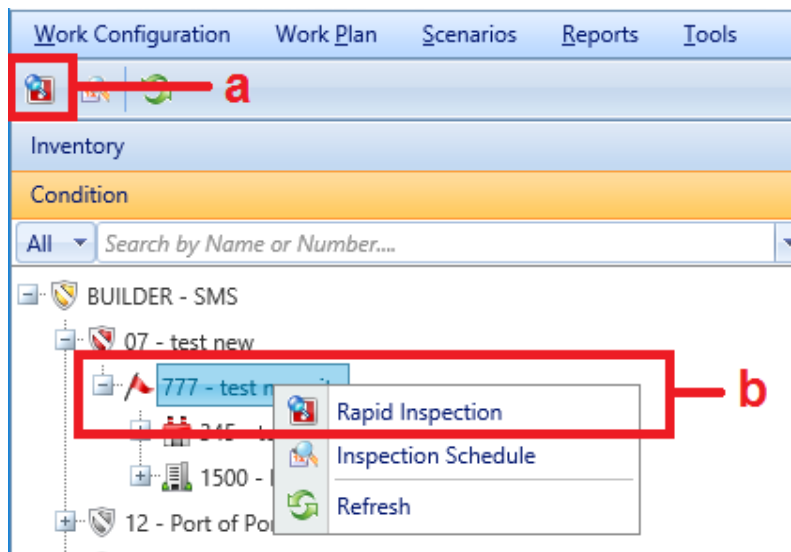 Work Configuration Work Plan Scenarios Reports Tools
a
Inventory
Condition
All Search by Name or Number....
BUILDER - SMS
07 - test new
777 - test
b
Rapid Inspection
Inspection Schedule
1500 -
Refresh
12 - Port of